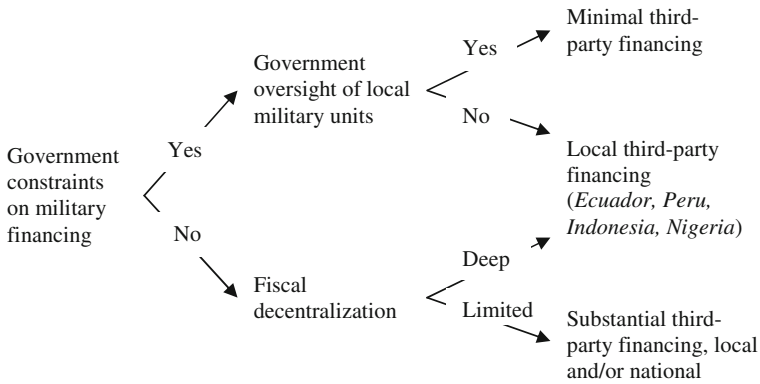 Government
constraints
on military
financing
Yes
No
Government
oversight of local
military units
Fiscal
decentralization
Yes
No
Deep
Limited
Minimal third-
party financing
Local third-party
financing
(Ecuador, Peru,
Indonesia, Nigeria)
Substantial third-
party financing, local
and/or national